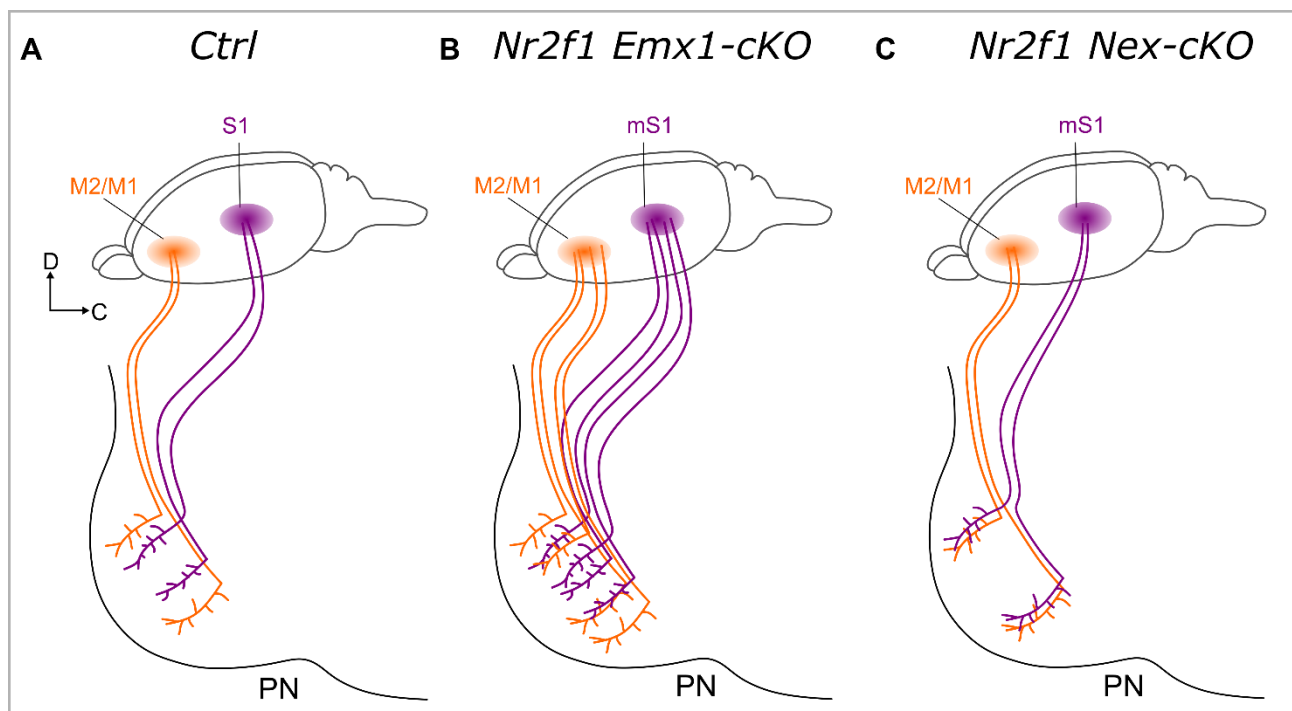 A Ctrl
B Nr2f1 Emx1-cKO
C Nr2f1 Nex-cKO
S1
mS1
mS1
M2/M1
M2/M1
M2/M1
D
C
PN
PN
PN